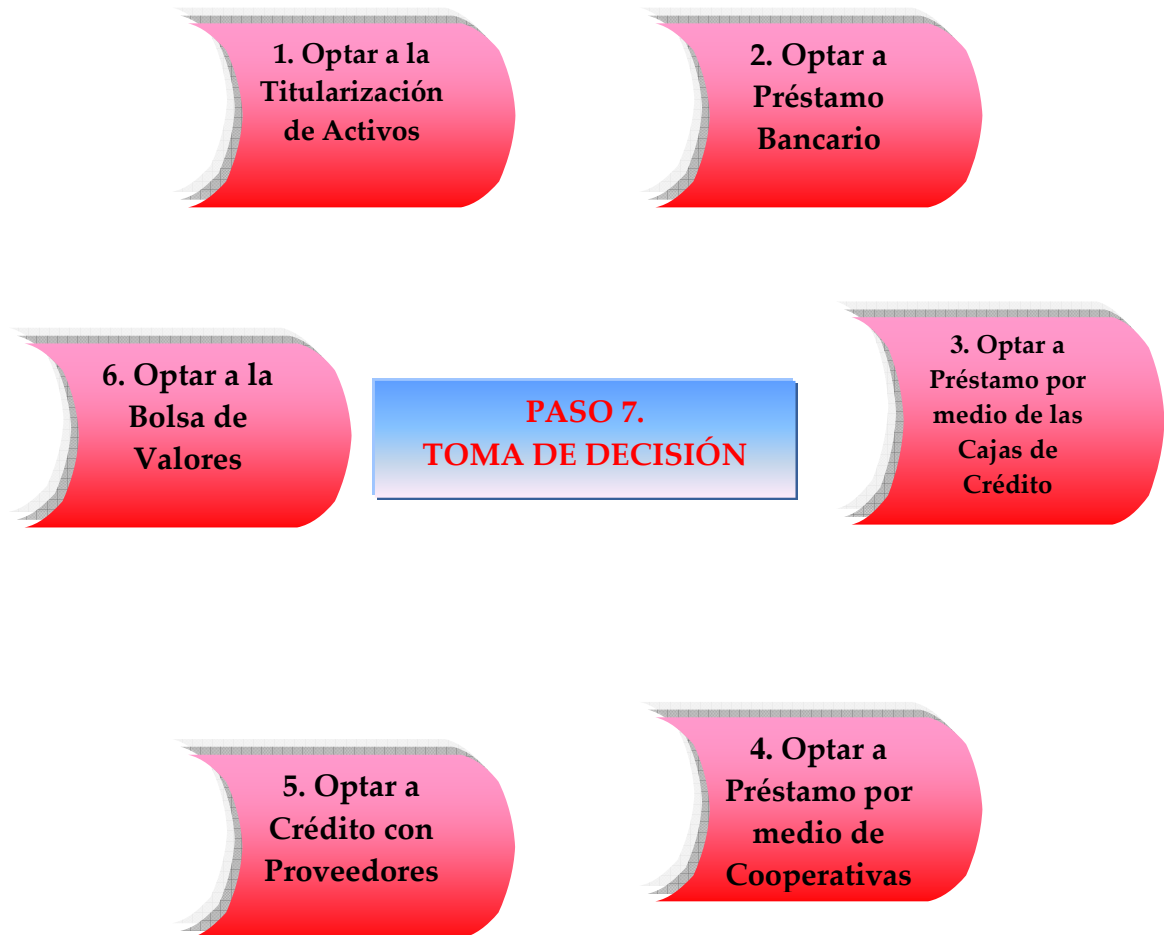 1. Optar a la
Titularización
de Activos
2. Optar a
Préstamo
Bancario
6. Optar a la
Bolsa de
Valores
PASO 7.
TOMA DE DECISIÓN
3. Optar a
Préstamo por
medio de las
Cajas de
Crédito
5. Optar a
Crédito con
Proveedores
4. Optar a
Préstamo por
medio de
Cooperativas